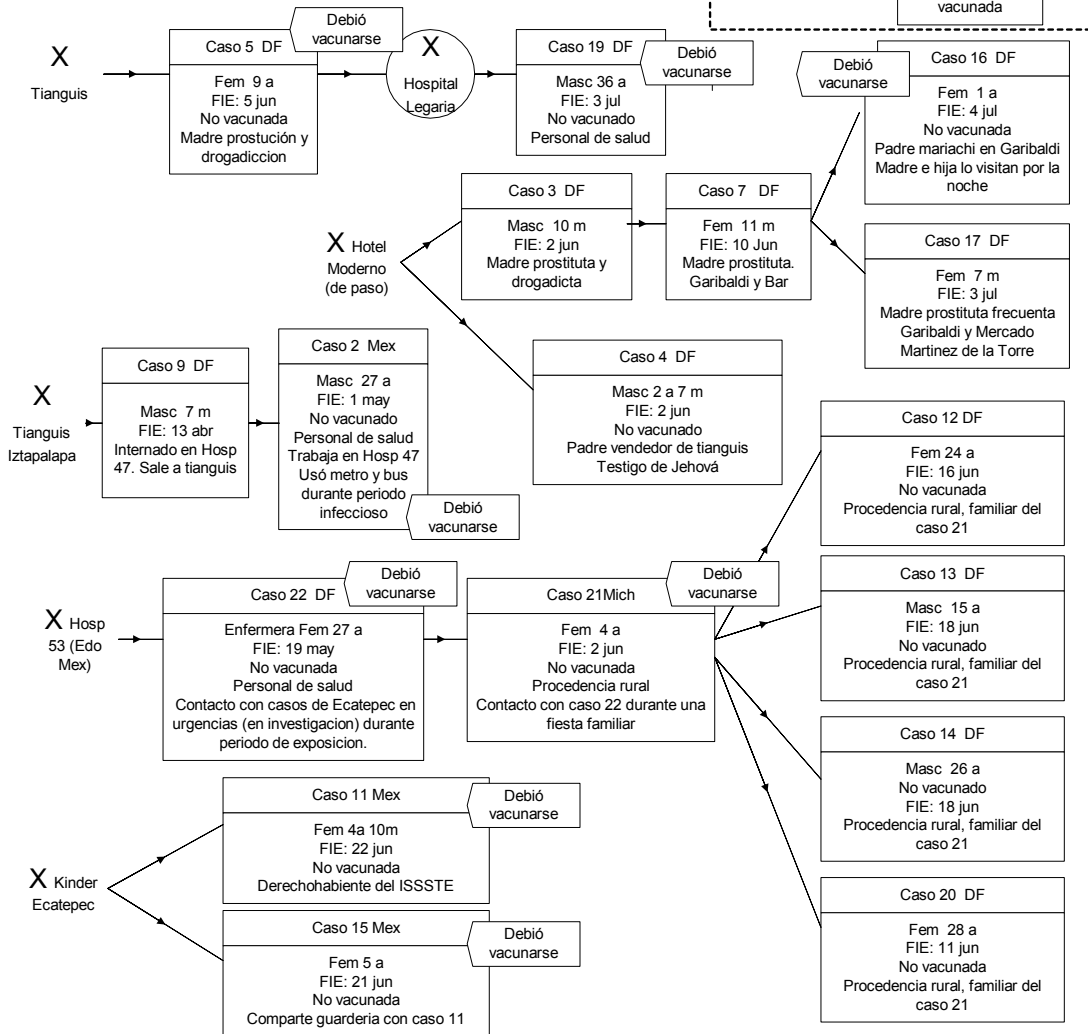 vacunada
X
Tianguis
Debió
vacunarse
Caso 5 DF
Fem 9 a
FIE: 5 jun
No vacunada
Madre prostución y
drogadiccion
X
Hospital
Legaria
Debió
vacunarse
Caso 19 DF
Masc 36 a
FIE: 3 jul
No vacunado
Personal de salud
Debió
vacunarse
Caso 16 DF
Fem 1 a
FIE: 4 jul
No vacunada
Padre mariachi en Garibaldi
Madre e hija lo visitan por la
noche
X Hotel
Moderno
(de paso)
Caso 3 DF
Masc 10 m
FIE: 2 jun
Madre prostituta y
drogadicta
Caso 7 DF
Fem 11 m
FIE: 10 Jun
Madre prostituta.
Garibaldi y Bar
Caso 17 DF
Fem 7 m
FIE: 3 jul
Madre prostituta frecuenta
Garibaldi y Mercado
Martinez de la Torre
Caso 4 DF
Masc 2 a 7 m
FIE: 2 jun
No vacunado
Padre vendedor de tianguis
Testigo de Jehová
X
Tianguis
Iztapalapa
Caso 9 DF
Masc 7 m
FIE: 13 abr
Internado en Hosp
47. Sale a tianguis
Caso 2 Mex
Masc 27 a
FIE: 1 may
No vacunado
Personal de salud
Trabaja en Hosp 47
Usó metro y bus
durante periodo
infeccioso
Debió
vacunarse
X Hosp
53 (Edo
Mex)
Debió
vacunarse
Caso 22 DF
Enfermera Fem 27 a
FIE: 19 may
No vacunada
Personal de salud
Contacto con casos de Ecatepec en
urgencias (en investigacion) durante
periodo de exposicion.
Debió
vacunarse
Caso 21Mich
Fem 4 a
FIE: 2 jun
No vacunada
Procedencia rural
Contacto con caso 22 durante una
fiesta familiar
Caso 12 DF
Fem 24 a
FIE: 16 jun
No vacunada
Procedencia rural, familiar del
caso 21
Caso 13 DF
Masc 15 a
FIE: 18 jun
No vacunado
Procedencia rural, familiar del
caso 21
Caso 14 DF
Masc 26 a
No vacunado
FIE: 18 jun
Procedencia rural, familiar del
caso 21
Caso 20 DF
Fem 28 a
FIE: 11 jun
No vacunada
Procedencia rural, familiar del
caso 21
X Kinder
Ecatepec
Caso 11 Mex
Debió
vacunarse
Fem 4a 10m
FIE: 22 jun
No vacunada
Derechohabiente del ISSSTE
Caso 15 Mex
Debió
vacunarse
Fem 5 a
FIE: 21 jun
No vacunada
Comparte guarderia con caso 11